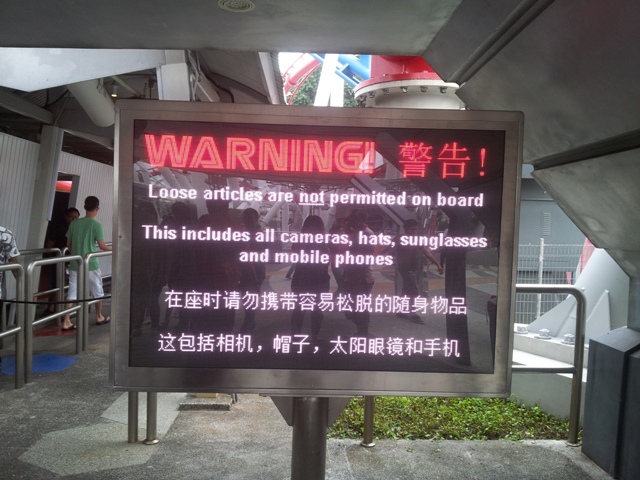 WARNING! 警告!
Loose articles are not permitted on board
This includes all cameras, hats, sunglasses
and mobile phones
在座时请勿携带容易松脱的随身物品
这包括相机，帽子，太阳眼镜和手机